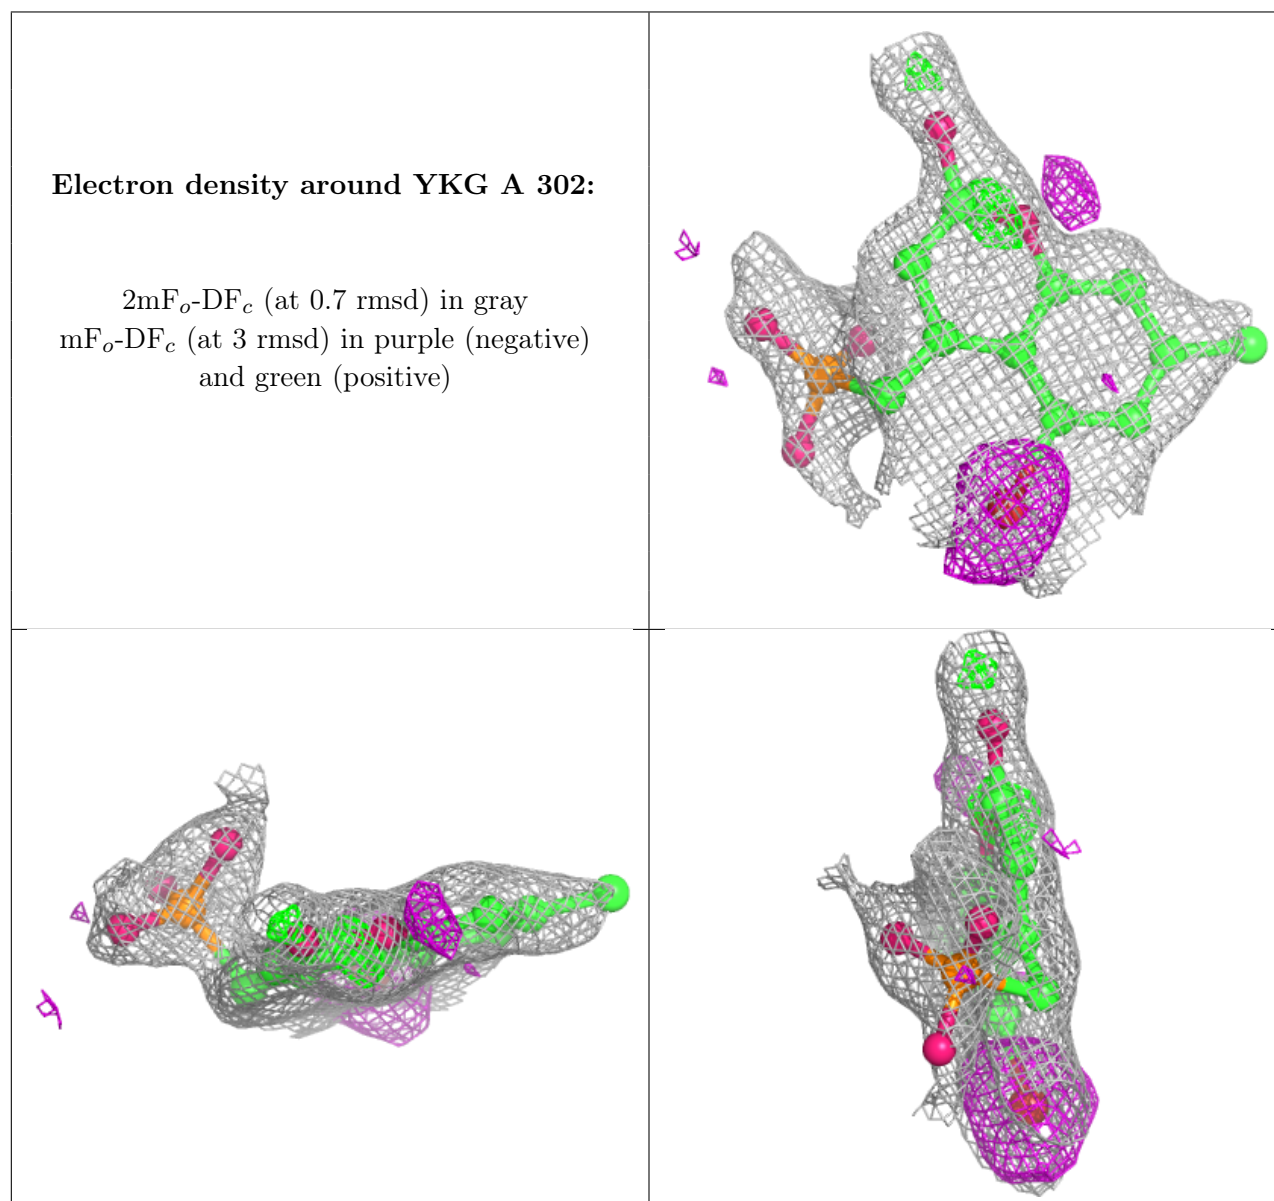 Electron density around YKG A 302:
2mFo-DFc (at 0.7 rmsd) in gray
mFo-DFc (at 3 rmsd) in purple (negative)
and green (positive)